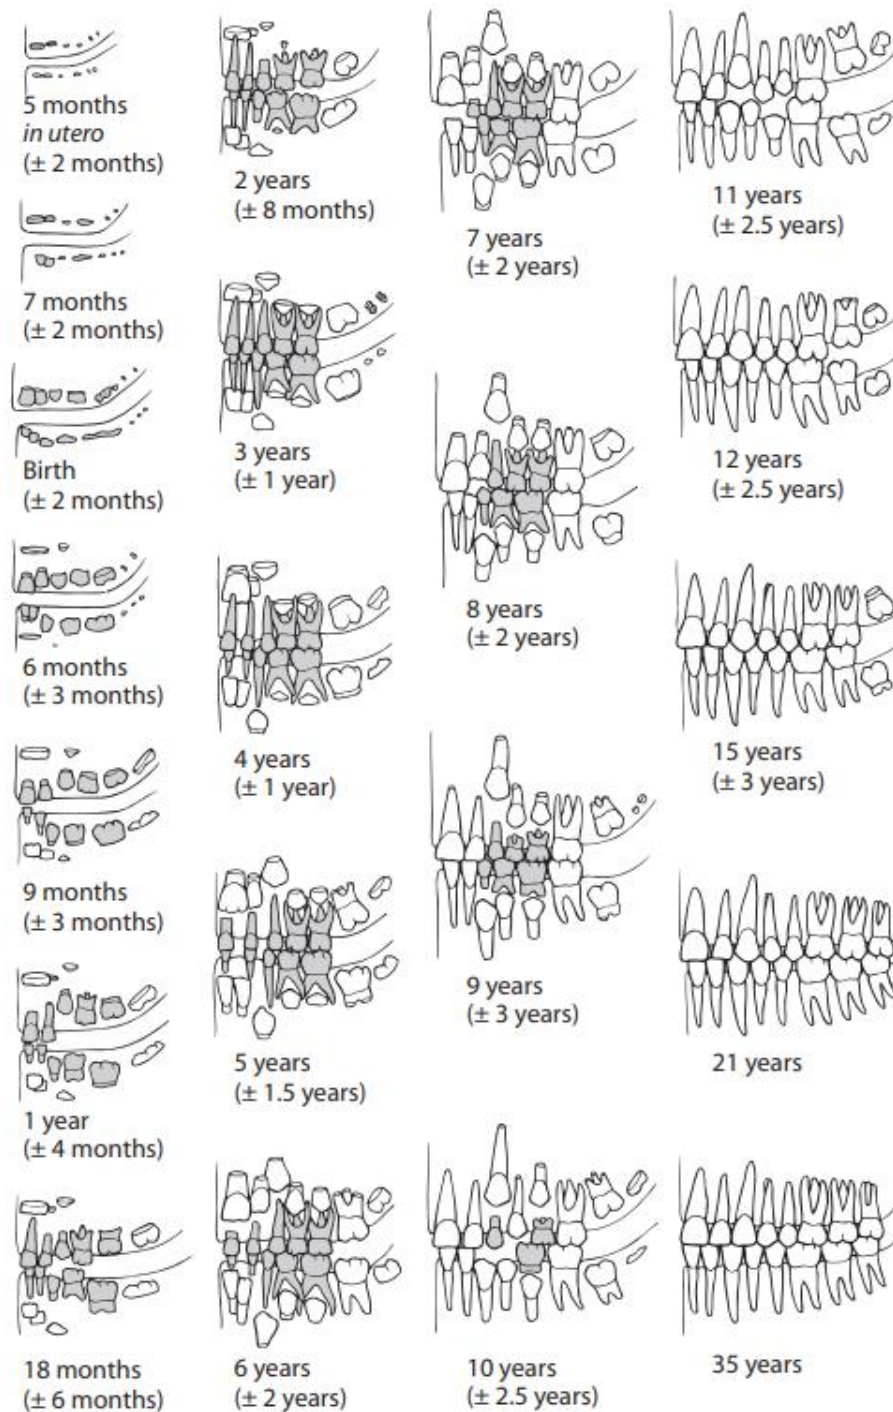 5 months
in utero
(± 2 months)
7 months
(± 2 months)
Birth
(± 2 months)
6 months
(± 3 months)
9 months
(± 3 months)
1 year
(± 4 months)
18 months
(± 6 months)
2 years
(± 8 months)
3 years
(± 1 year)
4 years
(± 1 year)
5 years
(± 1.5 years)
6 years
(± 2 years)
7 years
(± 2 years)
8 years
(± 2 years)
9 years
(± 3 years)
10 years
(± 2.5 years)
11 years
(± 2.5 years)
12 years
(± 2.5 years)
15 years
(± 3 years)
21 years
35 years